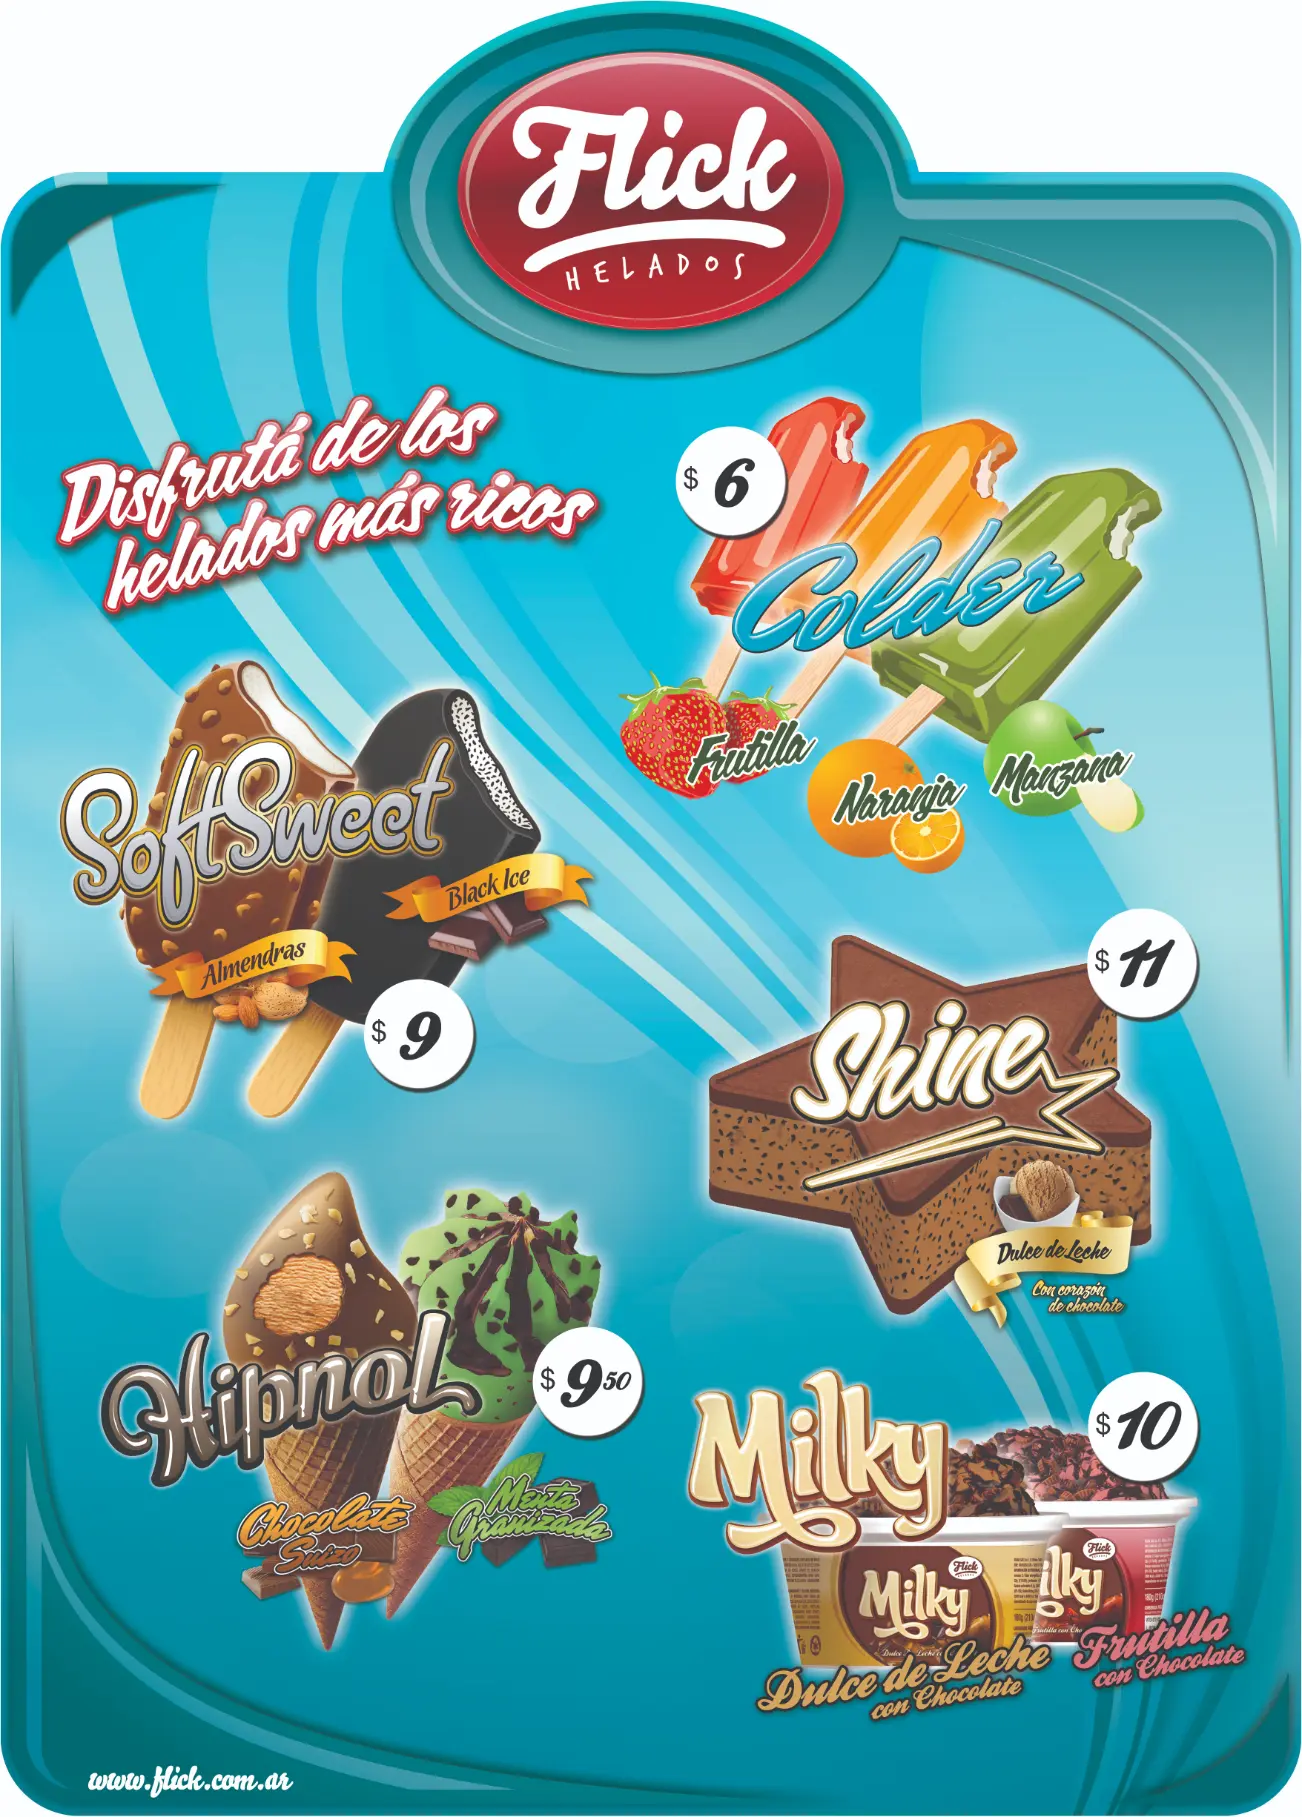 Flick
HELADOS
Disfrutá de los
helados más ricos
$ 6
Colder
Frutilla
Naranja
Manzana
SoftSweet
Black Ice
Almendras
$ 9
$ 11
Shine
Dulce de Leche
Con corazón
de chocolate
Hipnol
$ 9 50
Chocolate
Suizo
Menta
Granizada
Milky
$ 10
Flick
Milky
Flick
ilky
Dulce de Leche
con Chocolate
Frutilla
con Chocolate
www.flick.com.ar